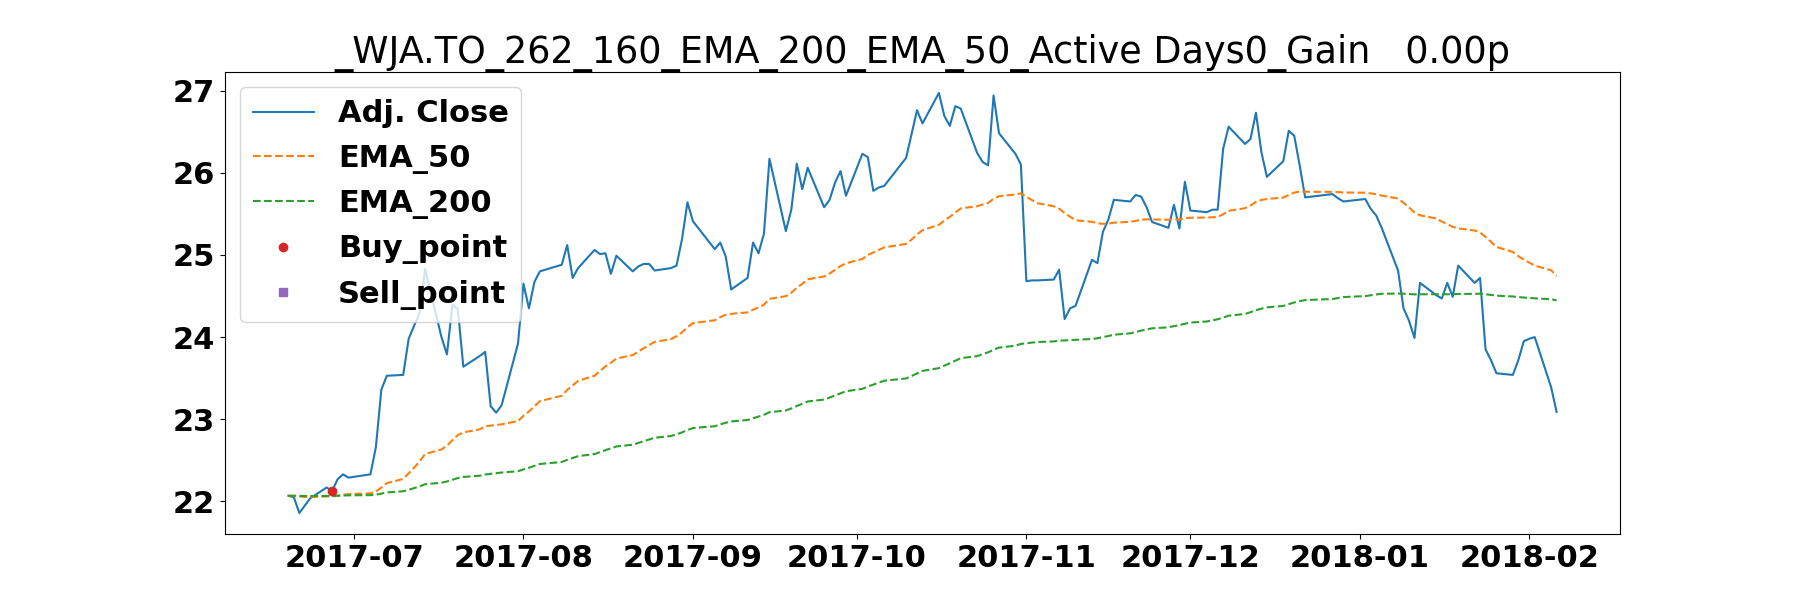 _WJA.TO_262_160_EMA_200_EMA_50_Active Days0_Gain   0.00p
27
26
25
24
23
22
Adj. Close
EMA_50
EMA_200
Buy_point
Sell_point
2017-07 2017-08 2017-09 2017-10 2017-11 2017-12 2018-01 2018-02